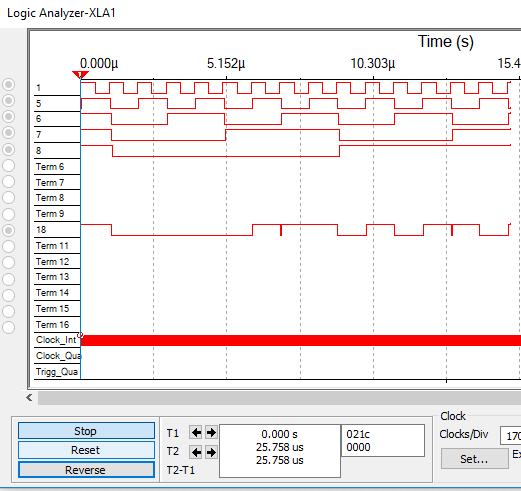 Logic Analyzer-XLA1
Time (s)
0.000µ 5.152µ 10.303µ 15.4
1
1
5
6
7
8
Term 6
Term 7
Term 8
Term 9
18
Term 11
Term 12
Term 13
Term 14
Term 15
Term 16
Clock_Int
Clock_Qua
Trigg_Qua
Stop
Reset
Reverse
T1
T2
T2-T1
0.000 s
25.758 us
25.758 us
021c
0000
Clock
Clocks/Div 170
Set...
Ex